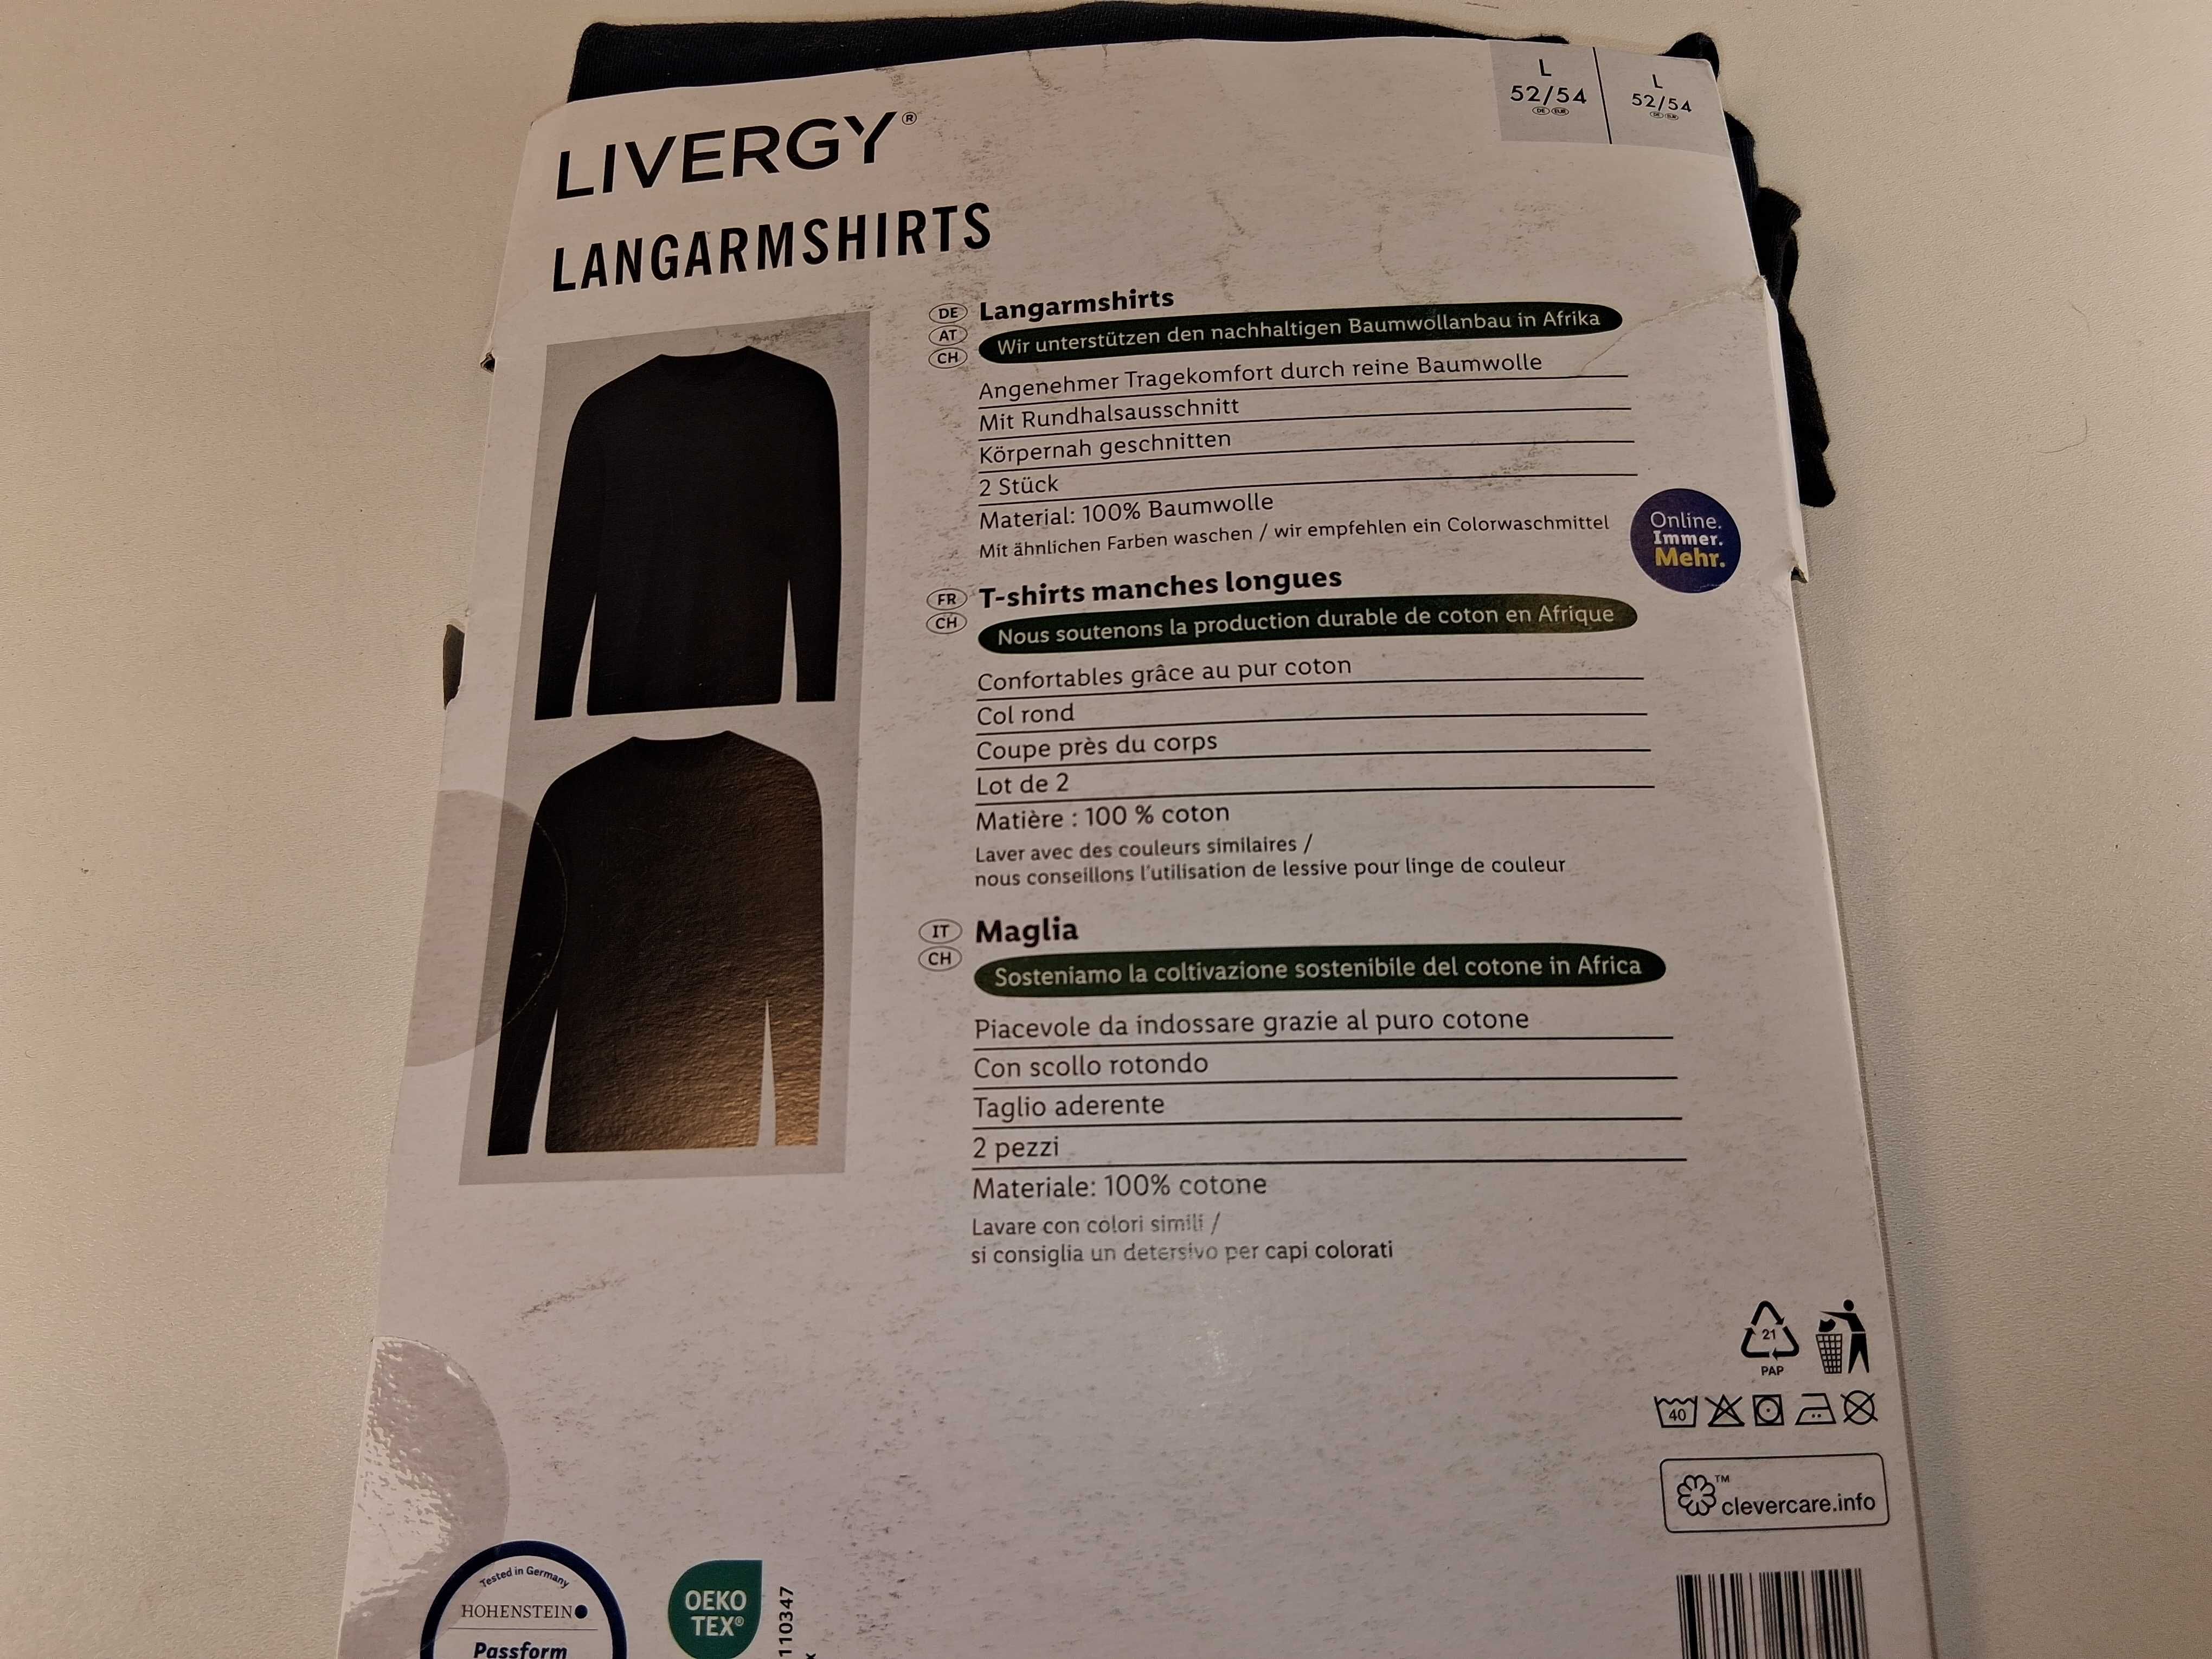 LIVERGY®
LANGARMSHIRTS
L
52/54
DE EUR
L
52/54
DE EUR
DE
AT
CH
Langarmshirts
Wir unterstützen den nachhaltigen Baumwollanbau in Afrika
Angenehmer Tragekomfort durch reine Baumwolle
Mit Rundhalsausschnitt
Körpernah geschnitten
2 Stück
Material: 100% Baumwolle
Mit ähnlichen Farben waschen / wir empfehlen ein Colorwaschmittel
Online.
Immer.
Mehr.
FR
CH
T-shirts manches longues
Nous soutenons la production durable de coton en Afrique
Confortables grâce au pur coton
Col rond
Coupe près du corps
Lot de 2
Matière : 100 % coton
Laver avec des couleurs similaires /
nous conseillons l'utilisation de lessive pour linge de couleur
IT
CH
Maglia
Sosteniamo la coltivazione sostenibile del cotone in Africa
Piacevole da indossare grazie al puro cotone
Con scollo rotondo
Taglio aderente
2 pezzi
Materiale: 100% cotone
Lavare con colori simili /
si consiglia un detersivo per capi colorati
21
PAP
40
™
clevercare.info
Tested in Germany
HOHENSTEIN
Passform
OEKO
TEX®
110347